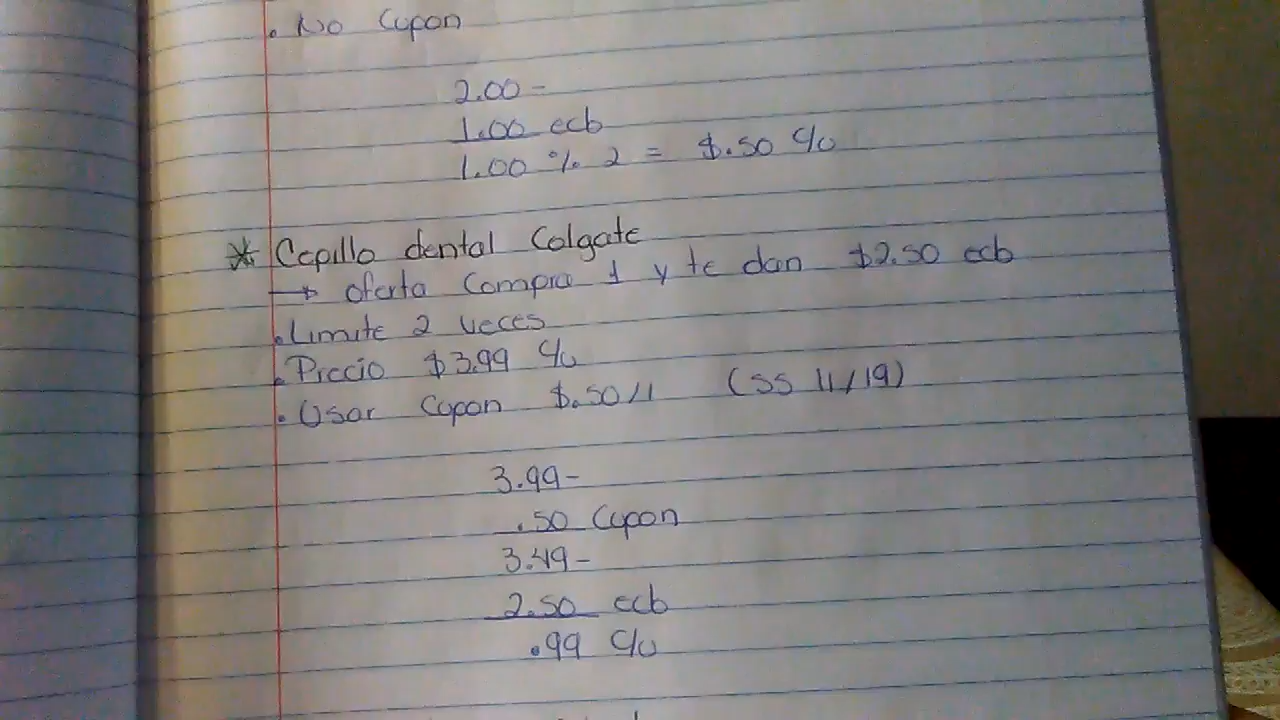 . No Cupon
2.00 -
1.00 ecb
1.00 % 2 = $.50 c/u
* Cepillo dental Colgate
→ oferta Compra 1 y te dan $2.50 ecb
. Limite 2 veces
. Precio $3.99 c/u
. Usar Cupon $.50/1 (SS 11/19)
3.99 -
.50 Cupon
3.49 -
2.50 ecb
.99 c/u